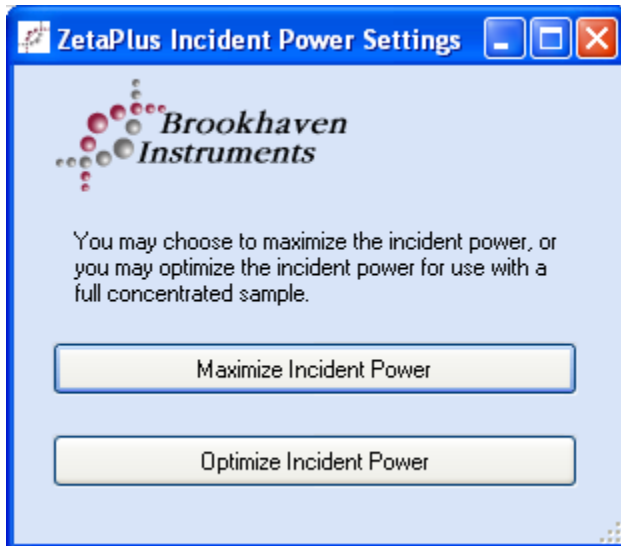 ZetaPlus Incident Power Settings
Brookhaven
Instruments
You may choose to maximize the incident power, or
you may optimize the incident power for use with a
full concentrated sample.
Maximize Incident Power
Optimize Incident Power